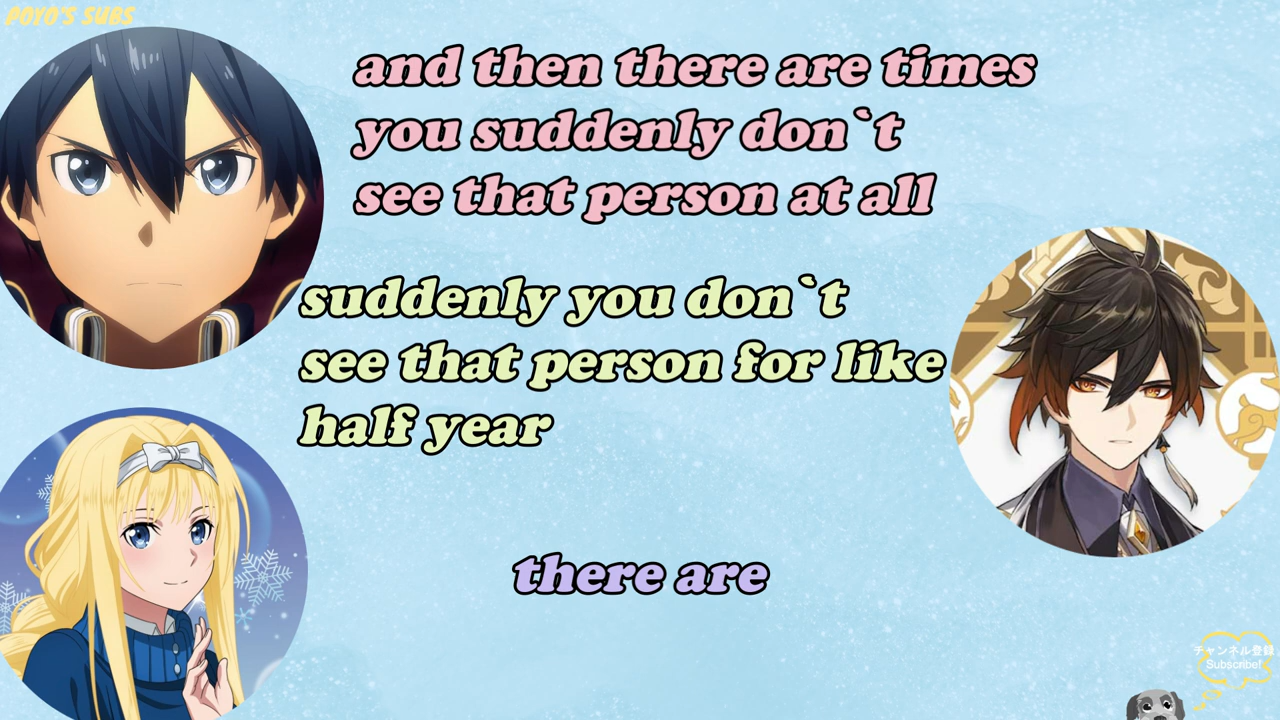 POYO'S SUBS
and then there are times
you suddenly don`t
see that person at all
suddenly you don`t
see that person for like
half year
there are
チャンネル登録
Subscribe!